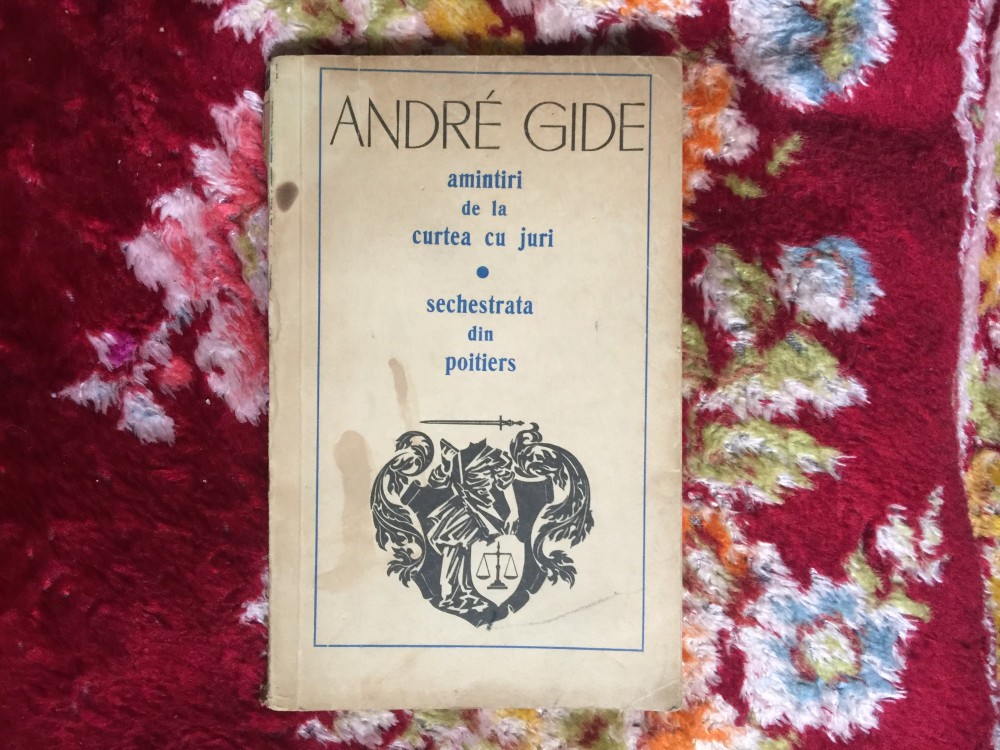 ANDRÉ GIDE
amintiri
de la
curtea cu juri
sechestrata
din
poitiers